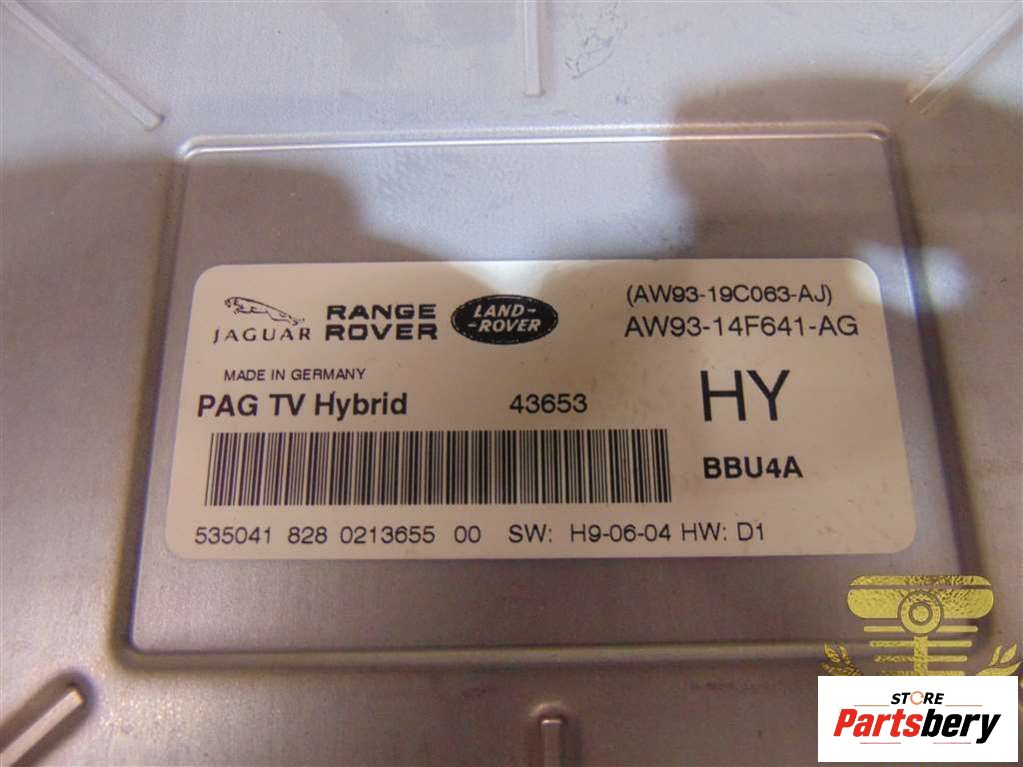 JAGUAR RANGE ROVER LAND-ROVER (AW93-19C063-AJ)
AW93-14F641-AG
MADE IN GERMANY
PAG TV Hybrid 43653 HY
BBU4A
535041 828 0213655 00 SW: H9-06-04 HW: D1
STORE
Partsbery